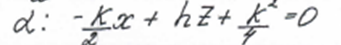 α: -k/2 x + hz + k²/4 = 0